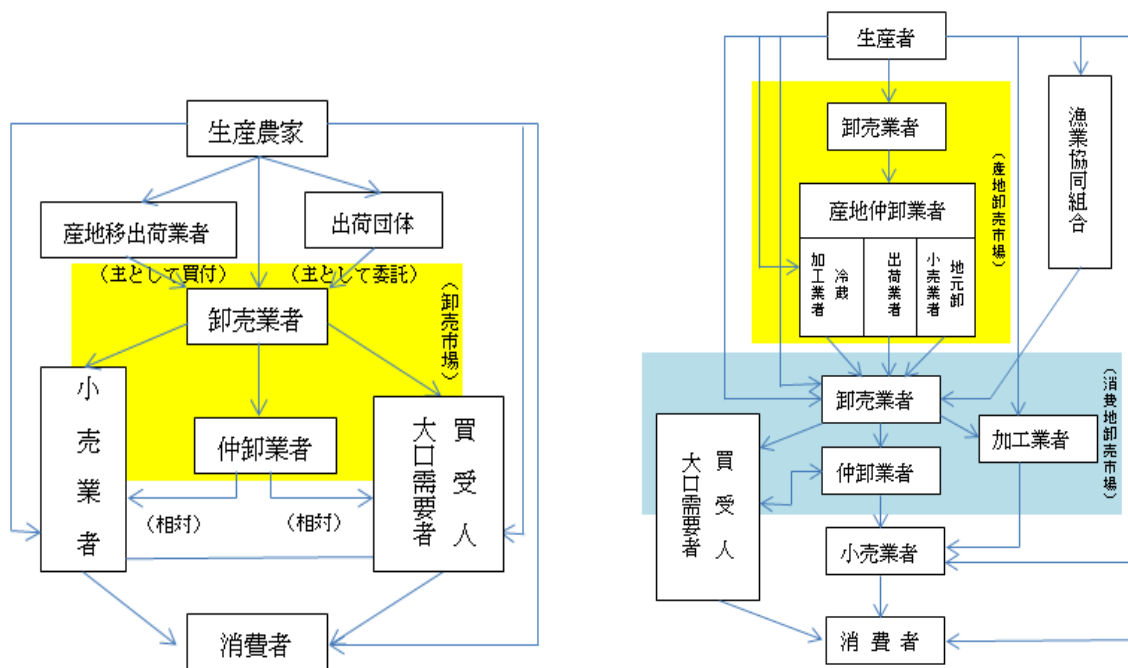 生産農家
産地移出荷業者
出荷団体
（主として買付）
（主として委託）
（卸売市場）
卸売業者
小売業者
仲卸業者
買受人
大口需要者
（相対）
（相対）
消費者
生産者
卸売業者
（産地卸売市場）
漁業協同組合
産地仲卸業者
冷蔵
加工業者
出荷業者
地元卸
小売業者
（消費地卸売市場）
卸売業者
加工業者
買受人
大口需要者
仲卸業者
小売業者
消費者